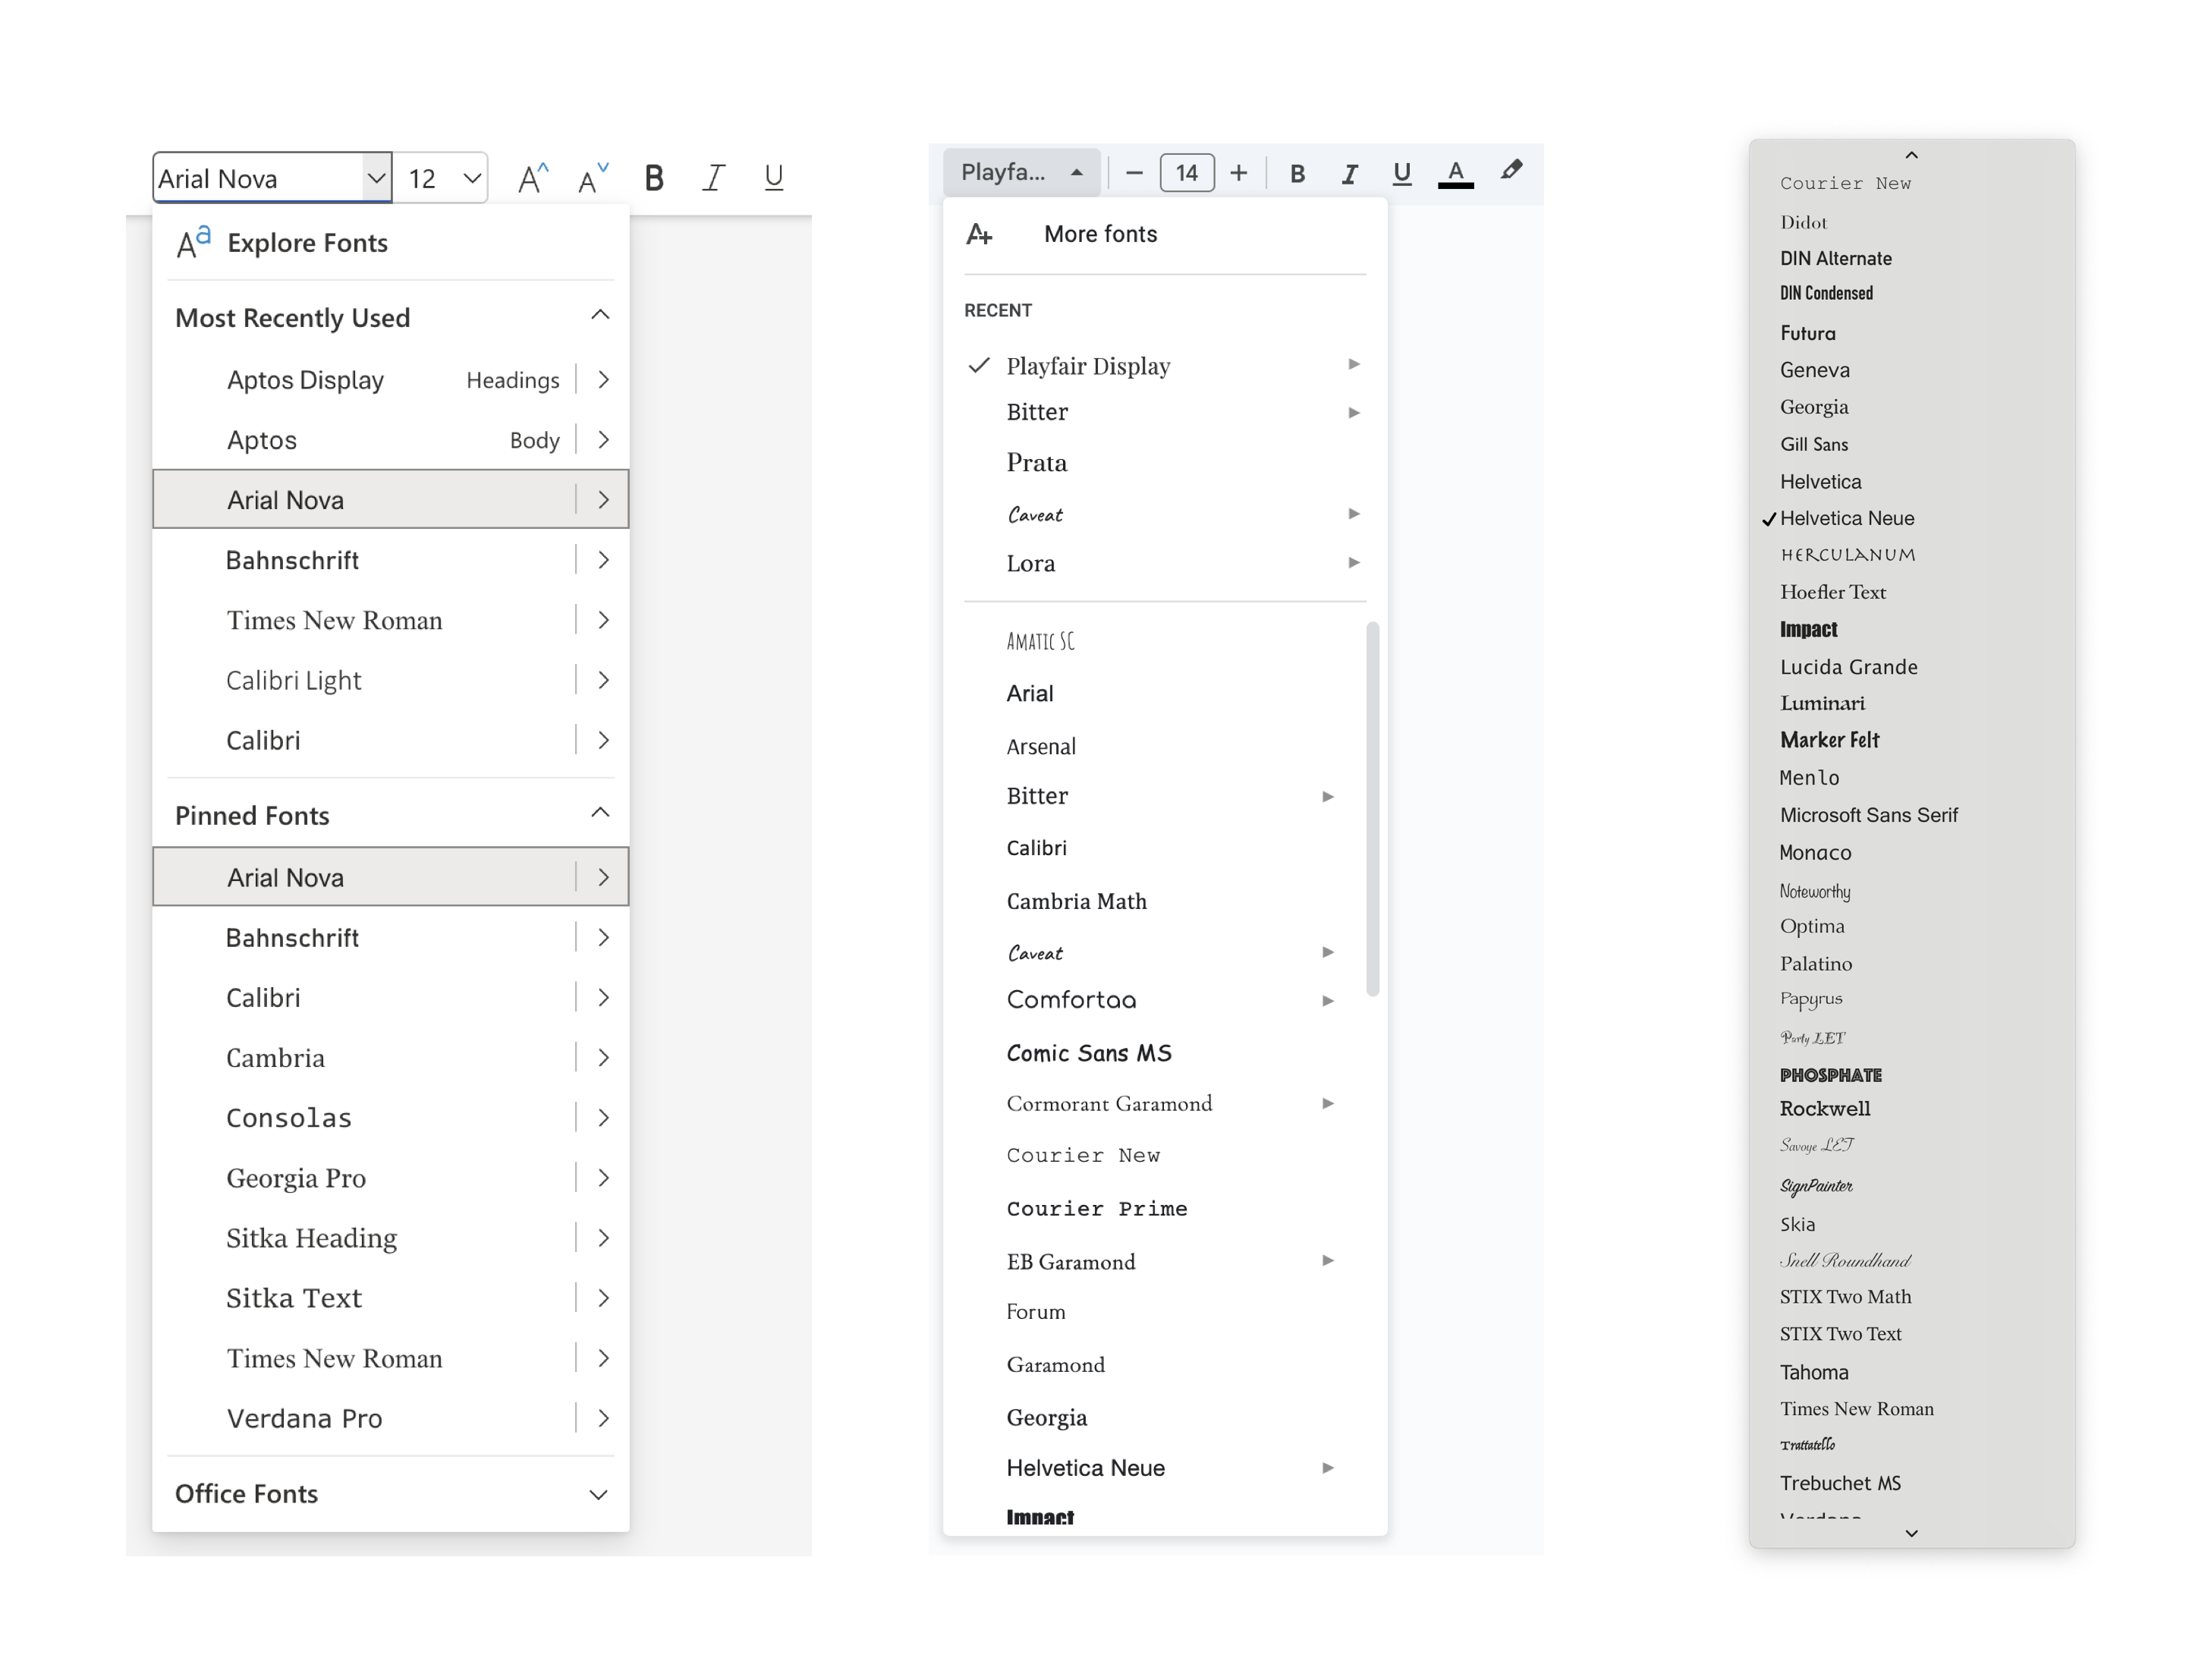 Arial Nova 12 A A B I U
Aa Explore Fonts
Most Recently Used
Aptos Display Headings
Aptos Body
Arial Nova
Bahnschrift
Times New Roman
Calibri Light
Calibri
Pinned Fonts
Arial Nova
Bahnschrift
Calibri
Cambria
Consolas
Georgia Pro
Sitka Heading
Sitka Text
Times New Roman
Verdana Pro
Office Fonts
Playfa... − 14 + B I U A
A+ More fonts
RECENT
Playfair Display
Bitter
Prata
Caveat
Lora
AMATIC SC
Arial
Arsenal
Bitter
Calibri
Cambria Math
Caveat
Comfortaa
Comic Sans MS
Cormorant Garamond
Courier New
Courier Prime
EB Garamond
Forum
Garamond
Georgia
Helvetica Neue
Impact
Courier New
Didot
DIN Alternate
DIN Condensed
Futura
Geneva
Georgia
Gill Sans
Helvetica
Helvetica Neue
HERCULANUM
Hoefler Text
Impact
Lucida Grande
Luminari
Marker Felt
Menlo
Microsoft Sans Serif
Monaco
Noteworthy
Optima
Palatino
Papyrus
Party LET
PHOSPHATE
Rockwell
Savoye LET
SignPainter
Skia
Snell Roundhand
STIX Two Math
STIX Two Text
Tahoma
Times New Roman
Trattatello
Trebuchet MS
Verdana